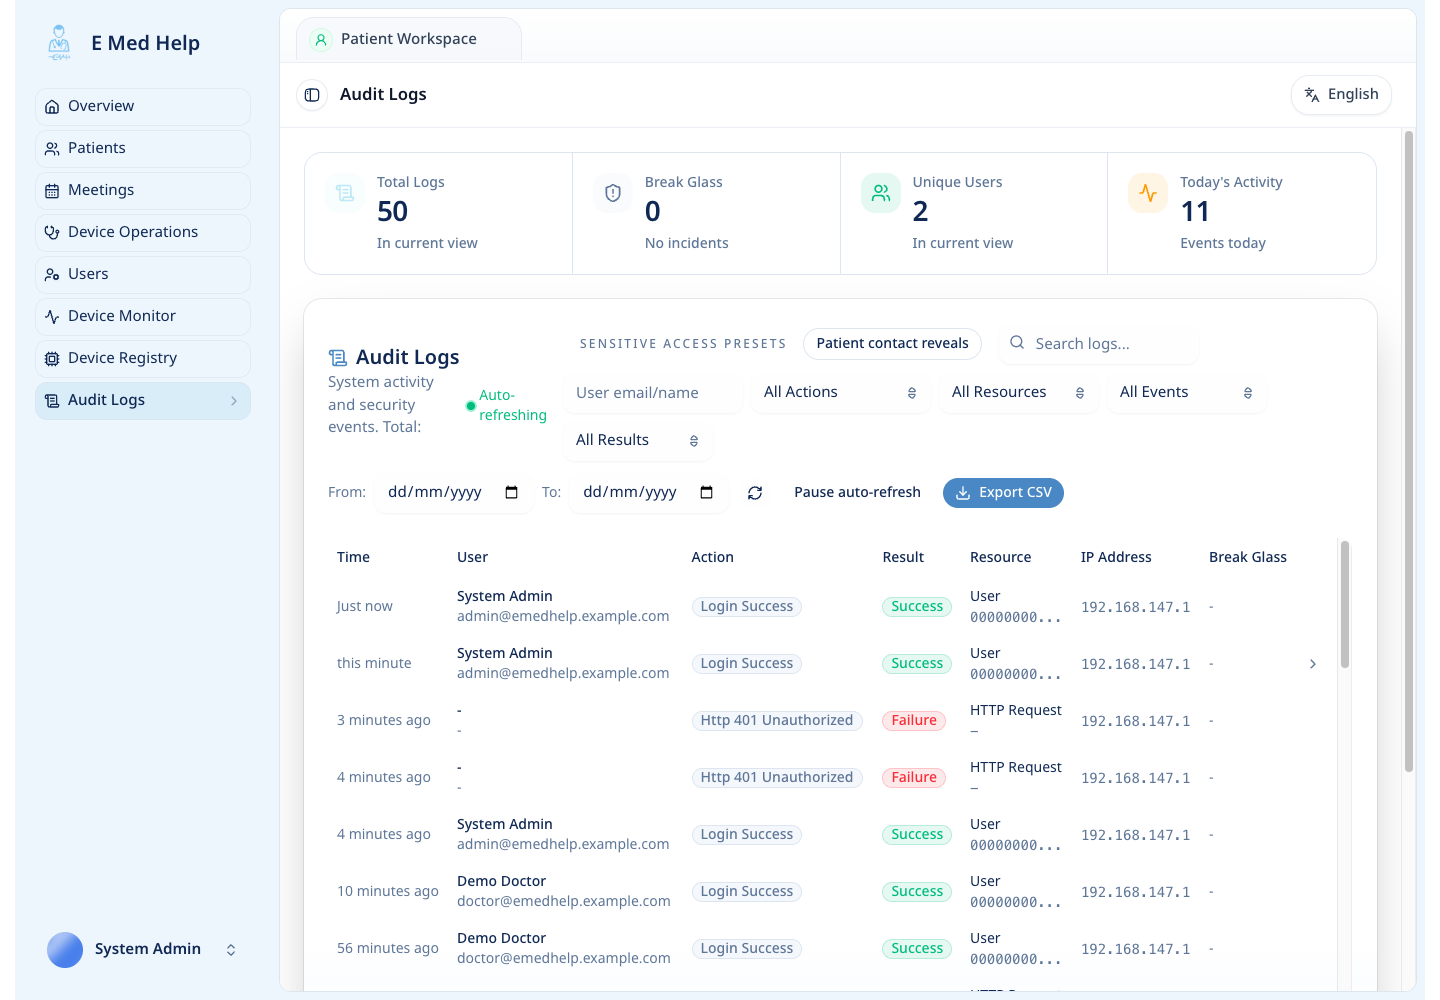 E Med Help
Overview
Patients
Meetings
Device Operations
Users
Device Monitor
Device Registry
Audit Logs
System Admin
Patient Workspace
Audit Logs
English
Total Logs
50
In current view
Break Glass
0
No incidents
Unique Users
2
In current view
Today's Activity
11
Events today
Audit Logs
System activity
and security
events. Total:
Auto-
refreshing
SENSITIVE ACCESS PRESETS
Patient contact reveals
Search logs...
User email/name
All Actions
All Resources
All Events
All Results
From: dd/mm/yyyy To: dd/mm/yyyy Pause auto-refresh Export CSV
Time User Action Result Resource IP Address Break Glass
Just now
System Admin
admin@emedhelp.example.com
Login Success
Success
User
00000000...
192.168.147.1
-
this minute
System Admin
admin@emedhelp.example.com
Login Success
Success
User
00000000...
192.168.147.1
-
3 minutes ago
-
-
Http 401 Unauthorized
Failure
HTTP Request
—
192.168.147.1
-
4 minutes ago
-
-
Http 401 Unauthorized
Failure
HTTP Request
—
192.168.147.1
-
4 minutes ago
System Admin
admin@emedhelp.example.com
Login Success
Success
User
00000000...
192.168.147.1
-
10 minutes ago
Demo Doctor
doctor@emedhelp.example.com
Login Success
Success
User
00000000...
192.168.147.1
-
56 minutes ago
Demo Doctor
doctor@emedhelp.example.com
Login Success
Success
User
00000000...
192.168.147.1
-